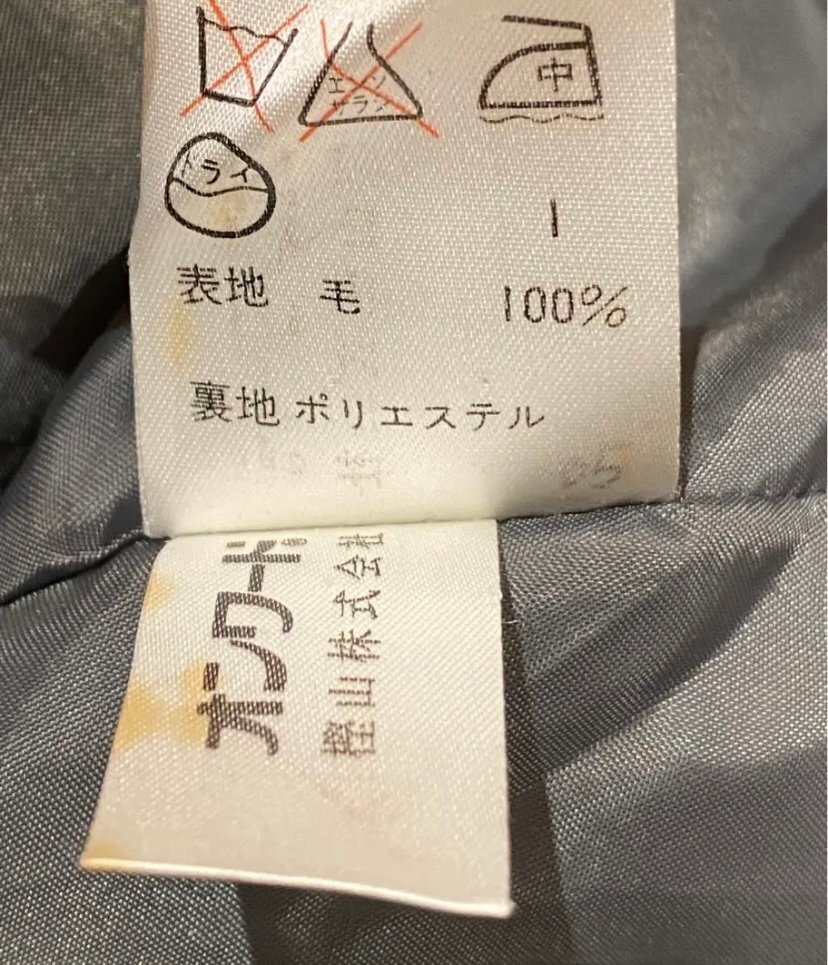 エンソ
サラシ
中
ドライ
1
表地 毛 100%
裏地 ポリエステル
オンワード
樫山株式会社